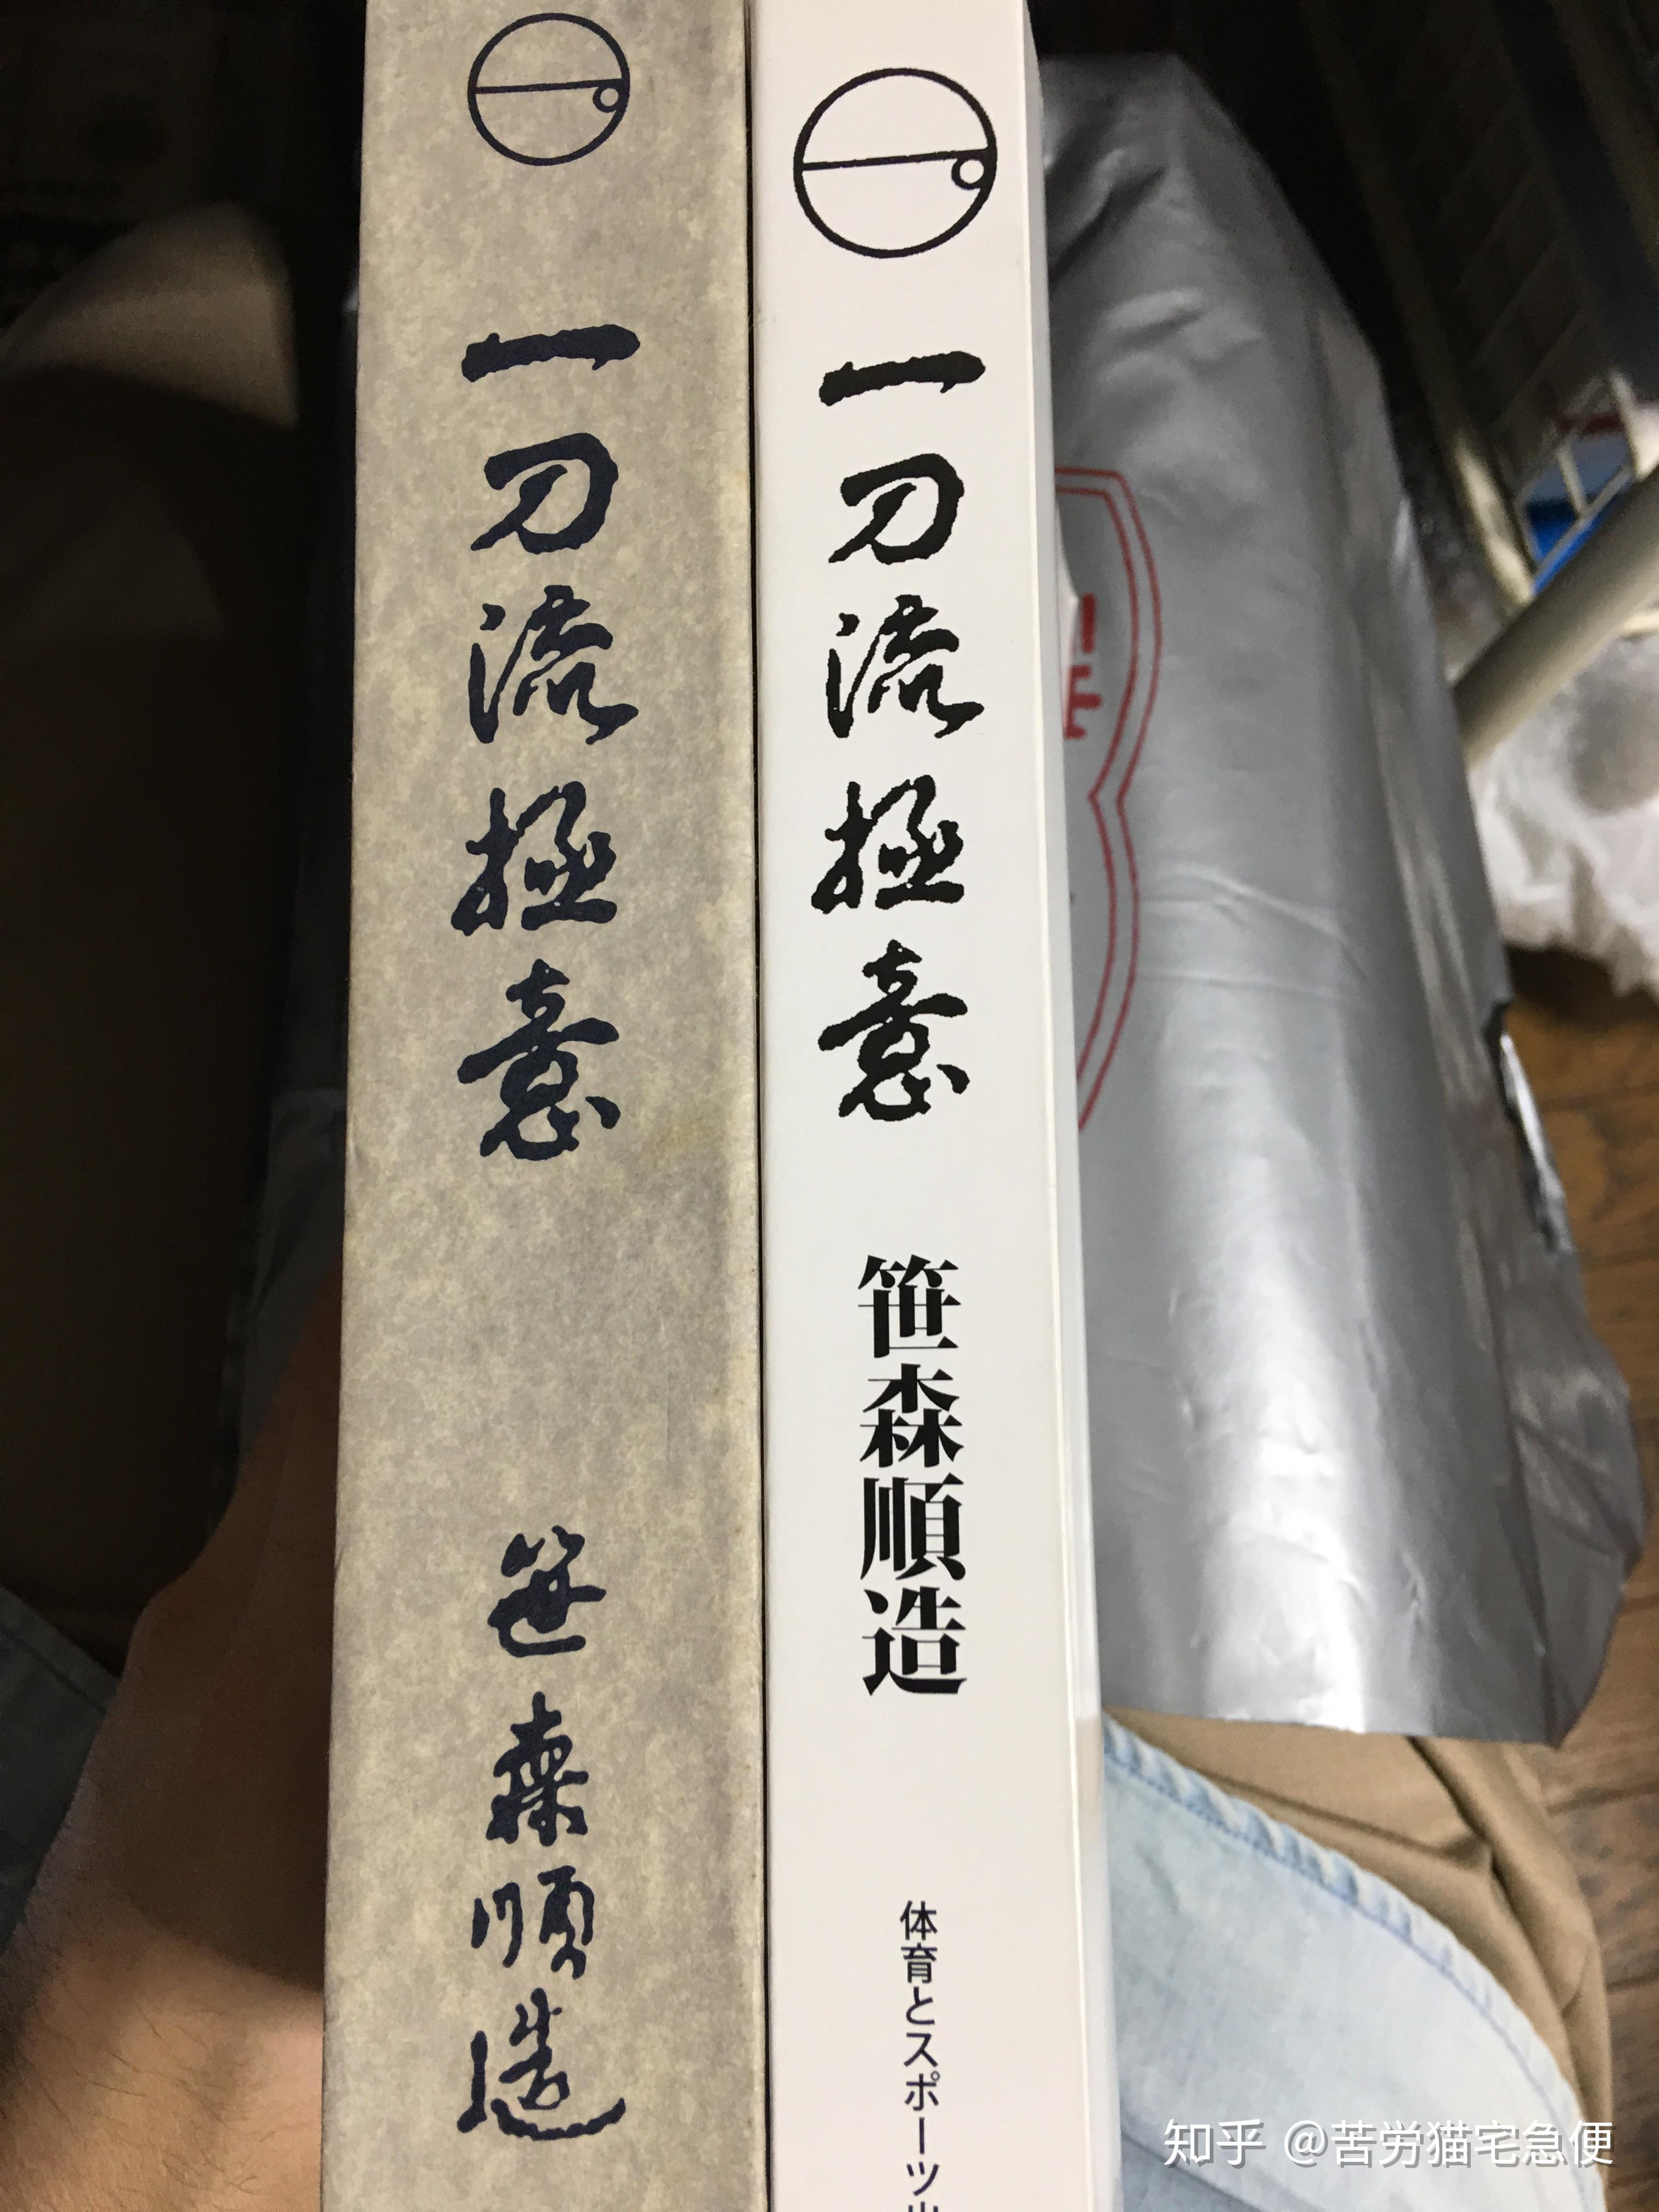 一刀流極意
笹森順造
一刀流極意
笹森順造
体育とスポーツ
知乎 @苦労猫宅急便